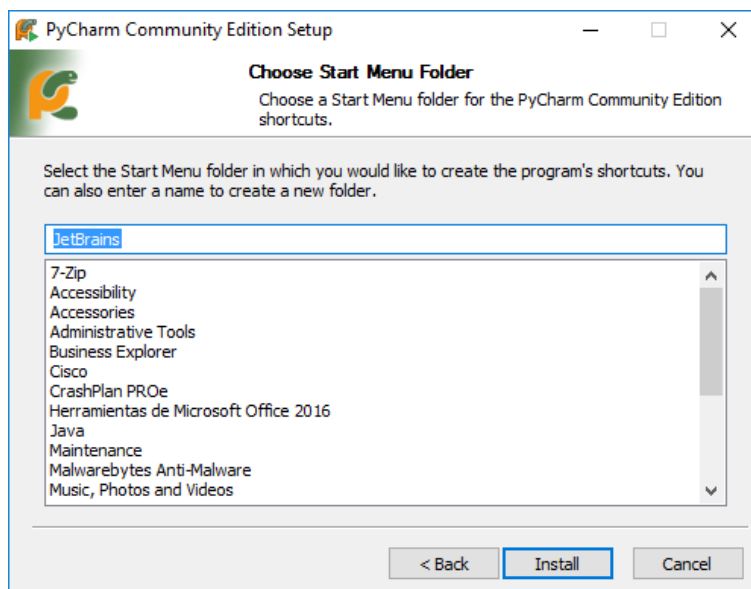 PyCharm Community Edition Setup
Choose Start Menu Folder
Choose a Start Menu folder for the PyCharm Community Edition
shortcuts.
Select the Start Menu folder in which you would like to create the program's shortcuts. You
can also enter a name to create a new folder.
JetBrains
7-Zip
Accessibility
Accessories
Administrative Tools
Business Explorer
Cisco
CrashPlan PROe
Herramientas de Microsoft Office 2016
Java
Maintenance
Malwarebytes Anti-Malware
Music, Photos and Videos
< Back
Install
Cancel